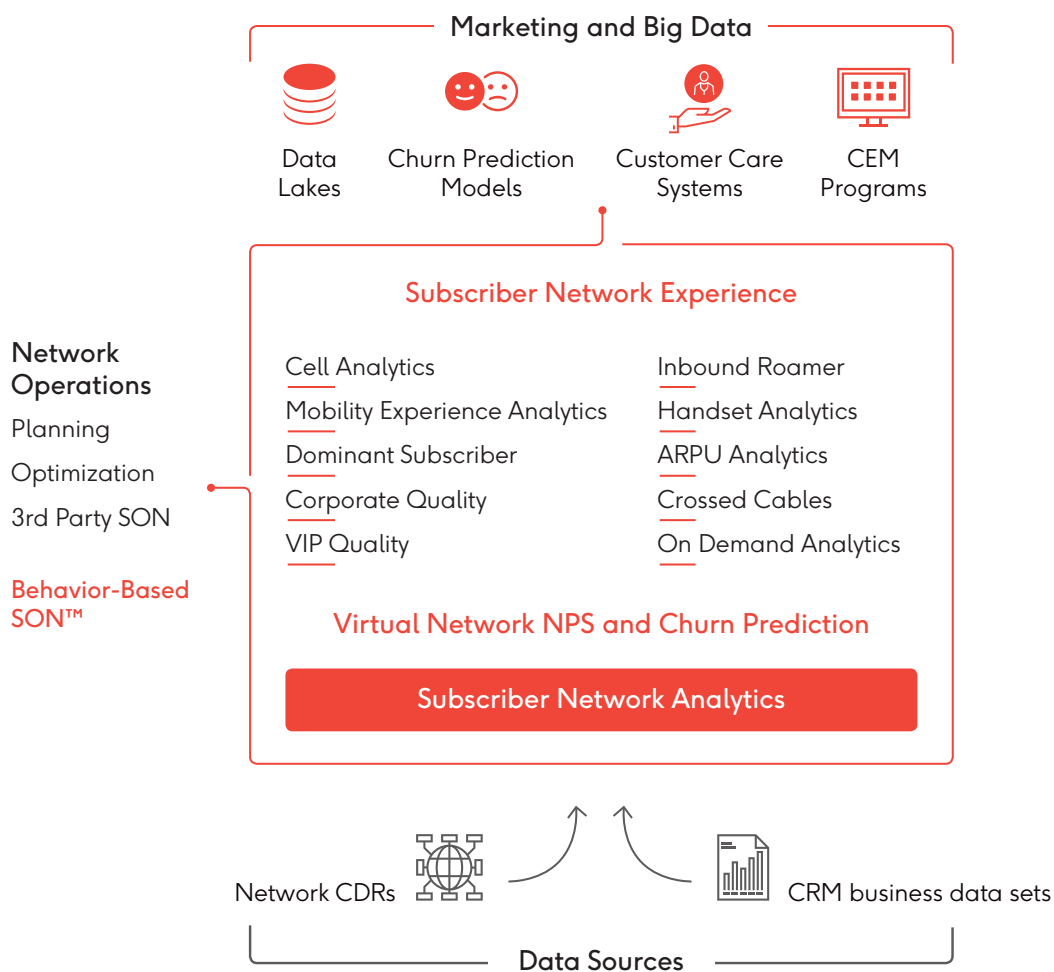 Marketing and Big Data
Data
Lakes
Churn Prediction
Models
Customer Care
Systems
CEM
Programs
Subscriber Network Experience
Network
Operations
Planning
Optimization
3rd Party SON
Behavior-Based
SON™
Cell Analytics
Mobility Experience Analytics
Dominant Subscriber
Corporate Quality
VIP Quality
Inbound Roamer
Handset Analytics
ARPU Analytics
Crossed Cables
On Demand Analytics
Virtual Network NPS and Churn Prediction
Subscriber Network Analytics
Network CDRs
CRM business data sets
Data Sources